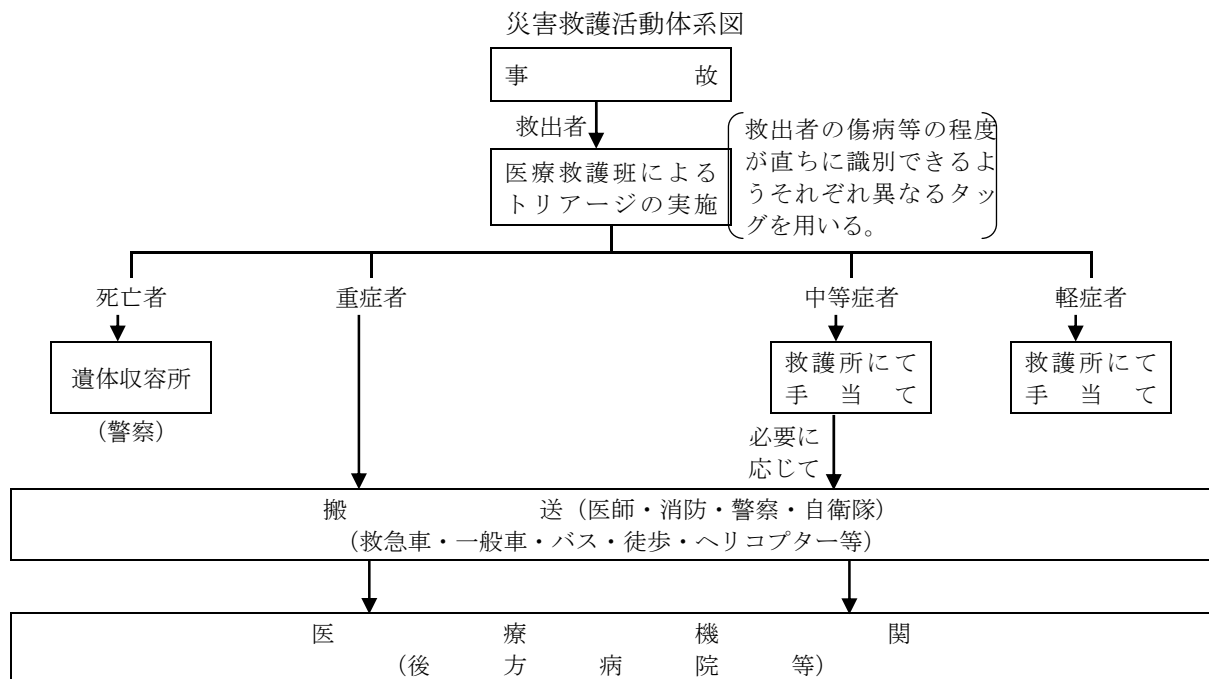 災害救護活動体系図
事故
救出者
医療救護班による
トリアージの実施
救出者の傷病等の程度
が直ちに識別できるよ
うそれぞれ異なるタッ
グを用いる。
死亡者
重症者
中等症者
軽症者
遺体収容所
(警察)
救護所にて
手当て
救護所にて
手当て
必要に
応じて
搬送(医師・消防・警察・自衛隊)
(救急車・一般車・バス・徒歩・ヘリコプター等)
医療機関
(後方病院等)